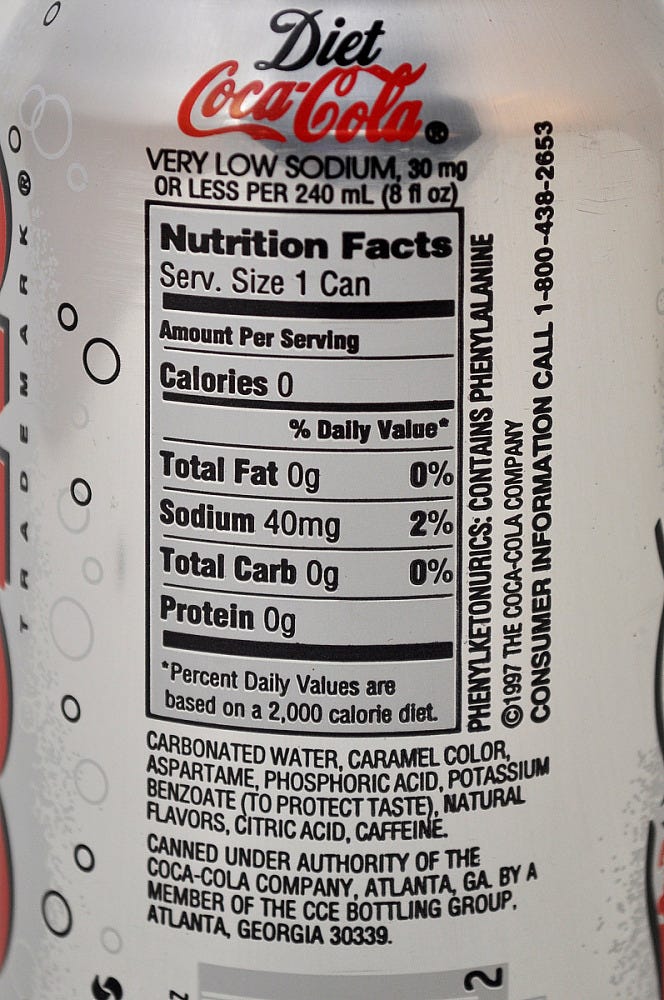 Diet
Coca-Cola®
VERY LOW SODIUM, 30 mg
OR LESS PER 240 mL (8 fl oz)
Nutrition Facts
Serv. Size 1 Can
Amount Per Serving
Calories 0
% Daily Value*
Total Fat 0g 0%
Sodium 40mg 2%
Total Carb 0g 0%
Protein 0g
*Percent Daily Values are
based on a 2,000 calorie diet.
PHENYLKETONURICS: CONTAINS PHENYLALANINE
©1997 THE COCA-COLA COMPANY
CONSUMER INFORMATION CALL 1-800-438-2653
CARBONATED WATER, CARAMEL COLOR,
ASPARTAME, PHOSPHORIC ACID, POTASSIUM
BENZOATE (TO PROTECT TASTE), NATURAL
FLAVORS, CITRIC ACID, CAFFEINE.
CANNED UNDER AUTHORITY OF THE
COCA-COLA COMPANY, ATLANTA, GA. BY A
MEMBER OF THE CCE BOTTLING GROUP,
ATLANTA, GEORGIA 30339.
TRADEMARK®